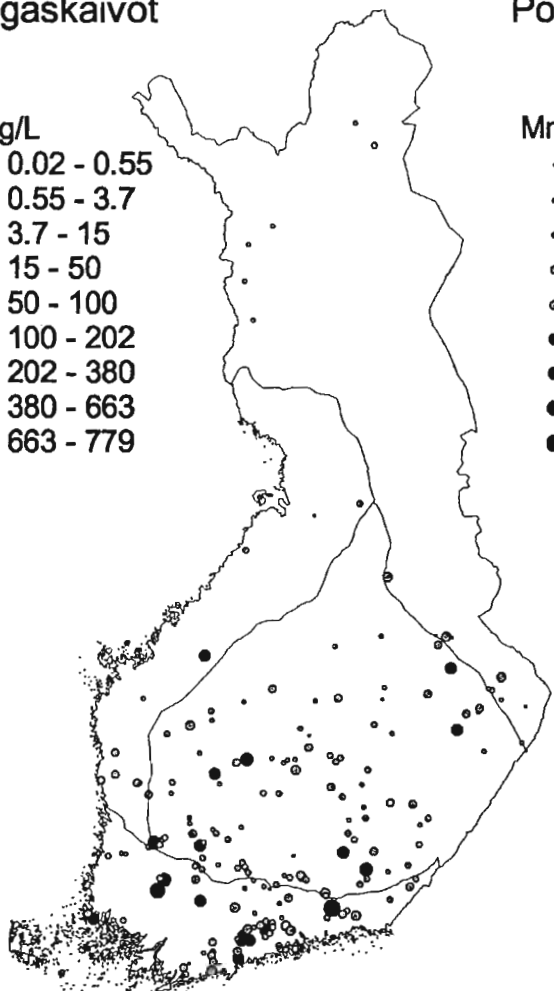 gaskaivot
Po
g/L
0.02 - 0.55
0.55 - 3.7
3.7 - 15
15 - 50
50 - 100
100 - 202
202 - 380
380 - 663
663 - 779
Mn